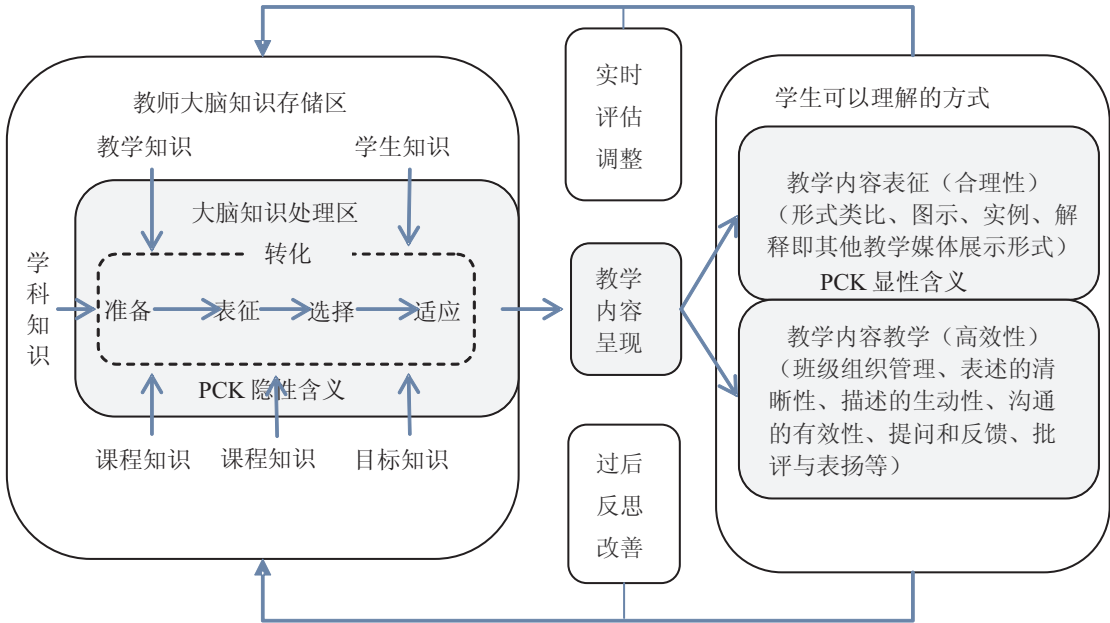 教师大脑知识存储区
教学知识
学生知识
大脑知识处理区
转化
学
科
知
识
准备
表征
选择
适应
PCK 隐性含义
课程知识
课程知识
目标知识
实时
评估
调整
教学
内容
呈现
过后
反思
改善
学生可以理解的方式
教学内容表征（合理性）
（形式类比、图示、实例、解
释即其他教学媒体展示形式）
PCK 显性含义
教学内容教学（高效性）
（班级组织管理、表述的清
晰性、描述的生动性、沟通
的有效性、提问和反馈、批
评与表扬等）